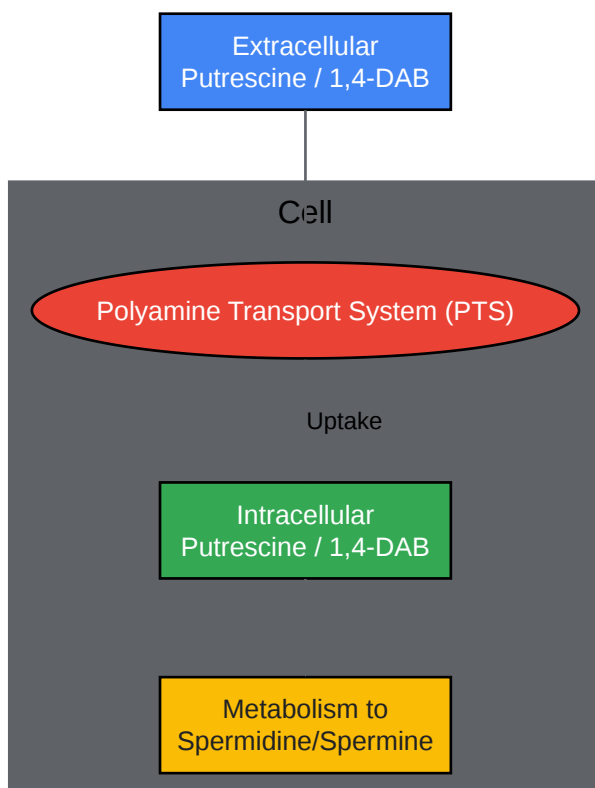 Extracellular
Putrescine / 1,4-DAB
Cell
Polyamine Transport System (PTS)
Uptake
Intracellular
Putrescine / 1,4-DAB
Metabolism to
Spermidine/Spermine